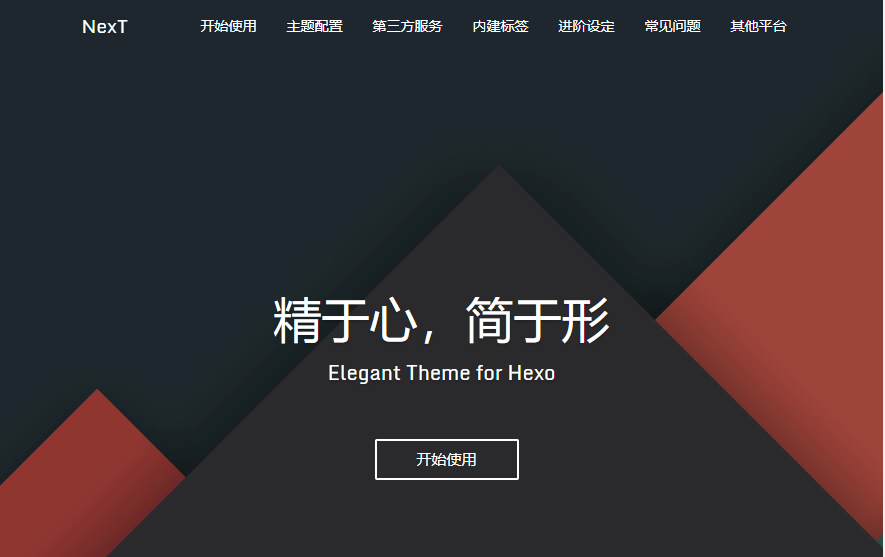 NexT 开始使用 主题配置 第三方服务 内建标签 进阶设定 常见问题 其他平台
精于心，简于形
Elegant Theme for Hexo
开始使用